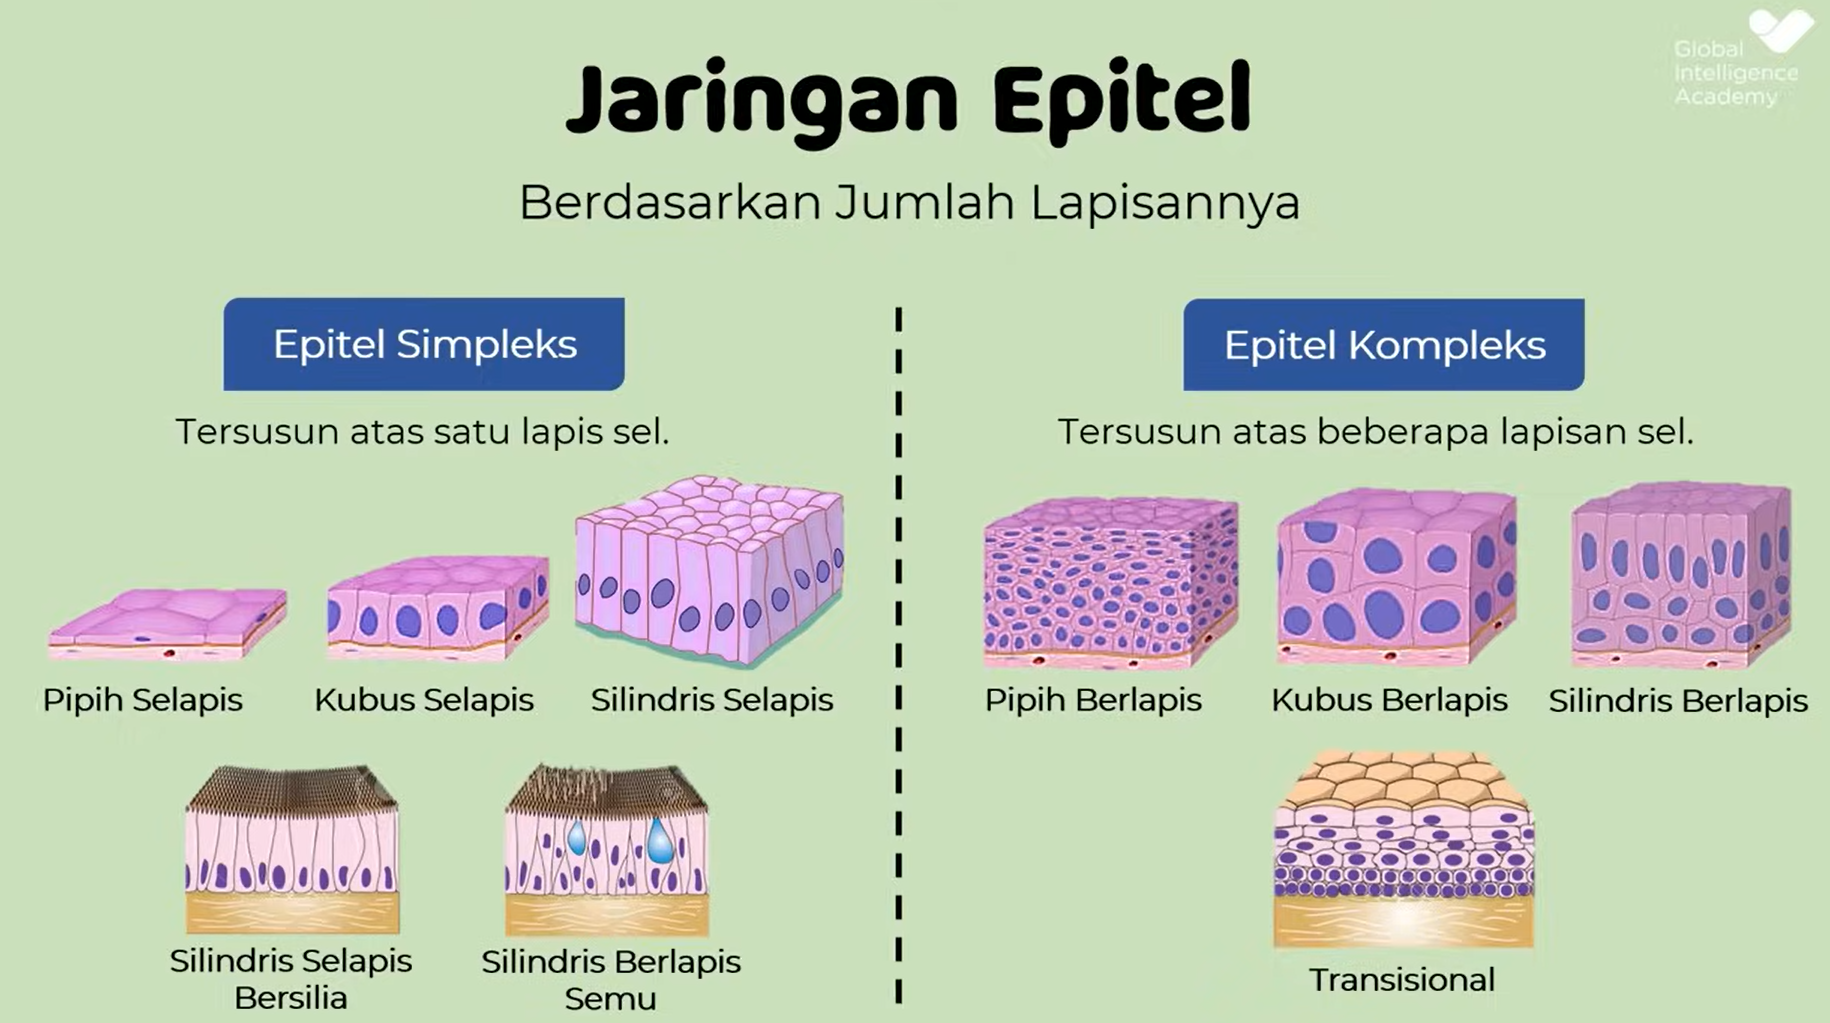 Global
Intelligence
Academy
Jaringan Epitel
Berdasarkan Jumlah Lapisannya
Epitel Simpleks
Tersusun atas satu lapis sel.
Pipih Selapis
Kubus Selapis
Silindris Selapis
Silindris Selapis
Bersilia
Silindris Berlapis
Semu
Epitel Kompleks
Tersusun atas beberapa lapisan sel.
Pipih Berlapis
Kubus Berlapis
Silindris Berlapis
Transisional